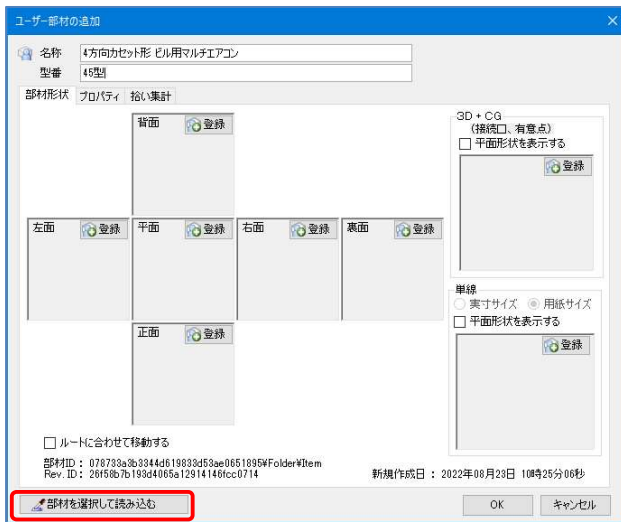 ユーザー部材の追加
名称 4方向カセット形 ビル用マルチエアコン
型番 45型
部材形状 プロパティ 拾い集計
背面 登録
3D + CG
(接続口、有意点)
平面形状を表示する
登録
左面 登録 平面 登録 右面 登録 裏面 登録
単線
実寸サイズ 用紙サイズ
平面形状を表示する
登録
正面 登録
ルートに合わせて移動する
部材ID : 078733a3b3344d619833d53ae0651895¥Folder¥Item
Rev. ID : 26f58b7b193d4065a12914146fcc0714 新規作成日 : 2022年08月23日 10時25分06秒
部材を選択して読み込む OK キャンセル